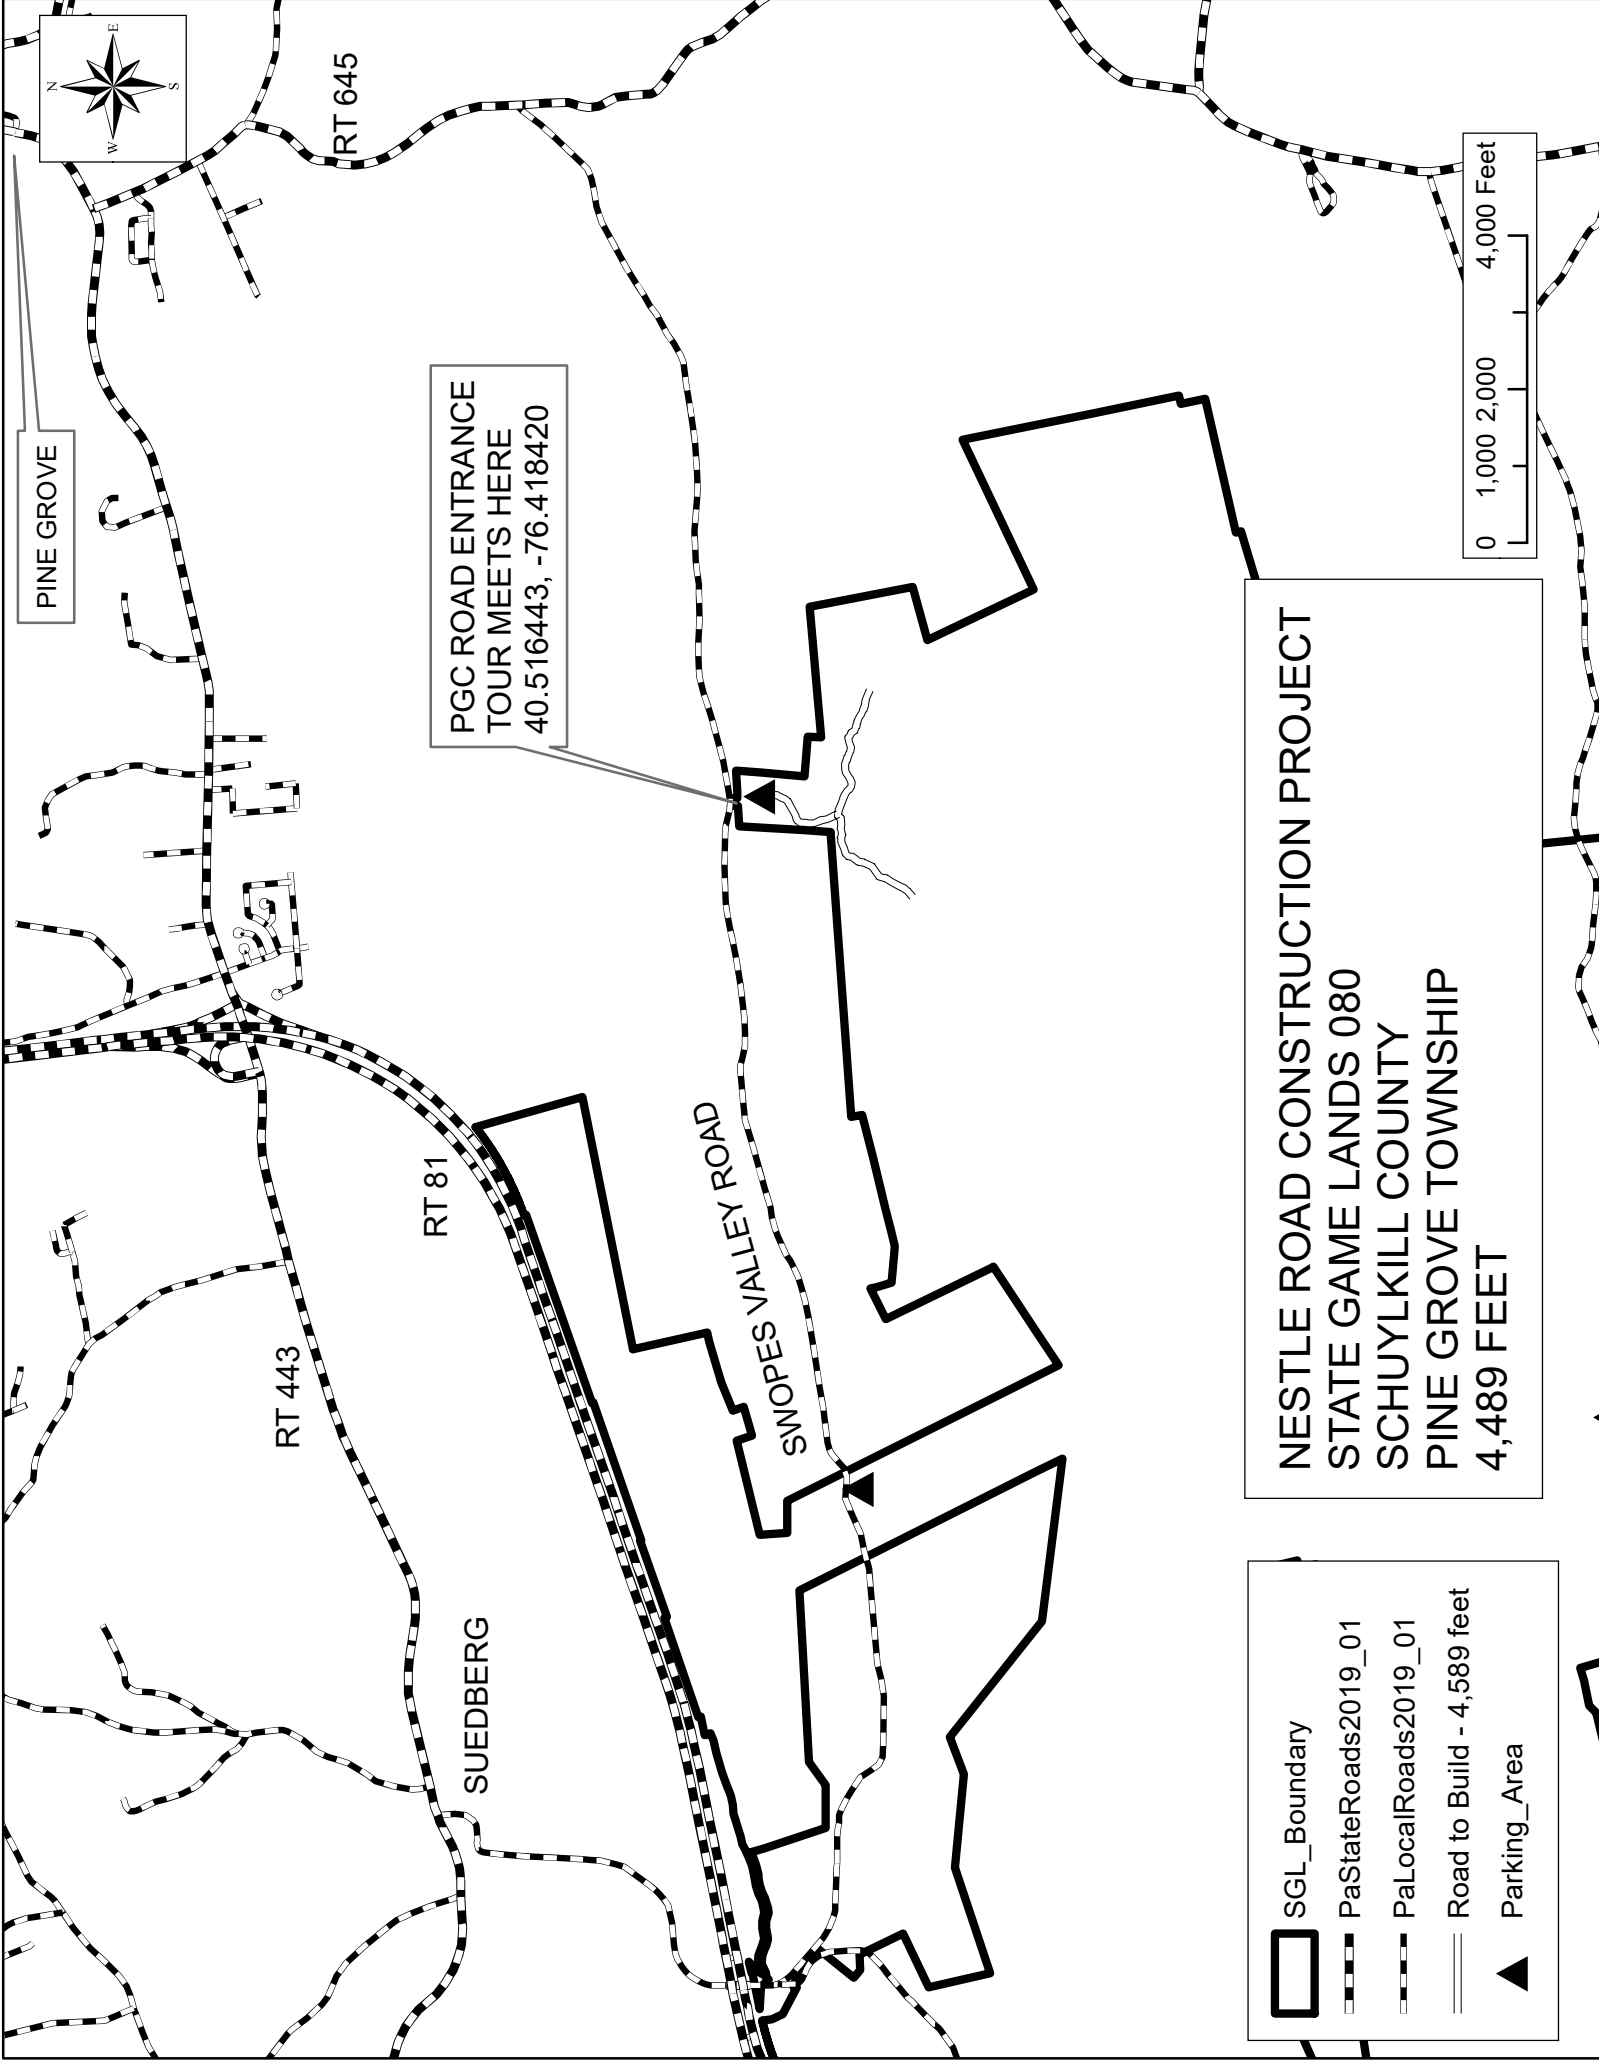 PINE GROVE
N
E
S
W
RT 645
PGC ROAD ENTRANCE
TOUR MEETS HERE
40.516443, -76.418420
RT 81
RT 443
SWOPES VALLEY ROAD
SUEDBERG
0 1,000 2,000 4,000 Feet
NESTLE ROAD CONSTRUCTION PROJECT
STATE GAME LANDS 080
SCHUYLKILL COUNTY
PINE GROVE TOWNSHIP
4,489 FEET
SGL_Boundary
PaStateRoads2019_01
PaLocalRoads2019_01
Road to Build - 4,589 feet
Parking_Area